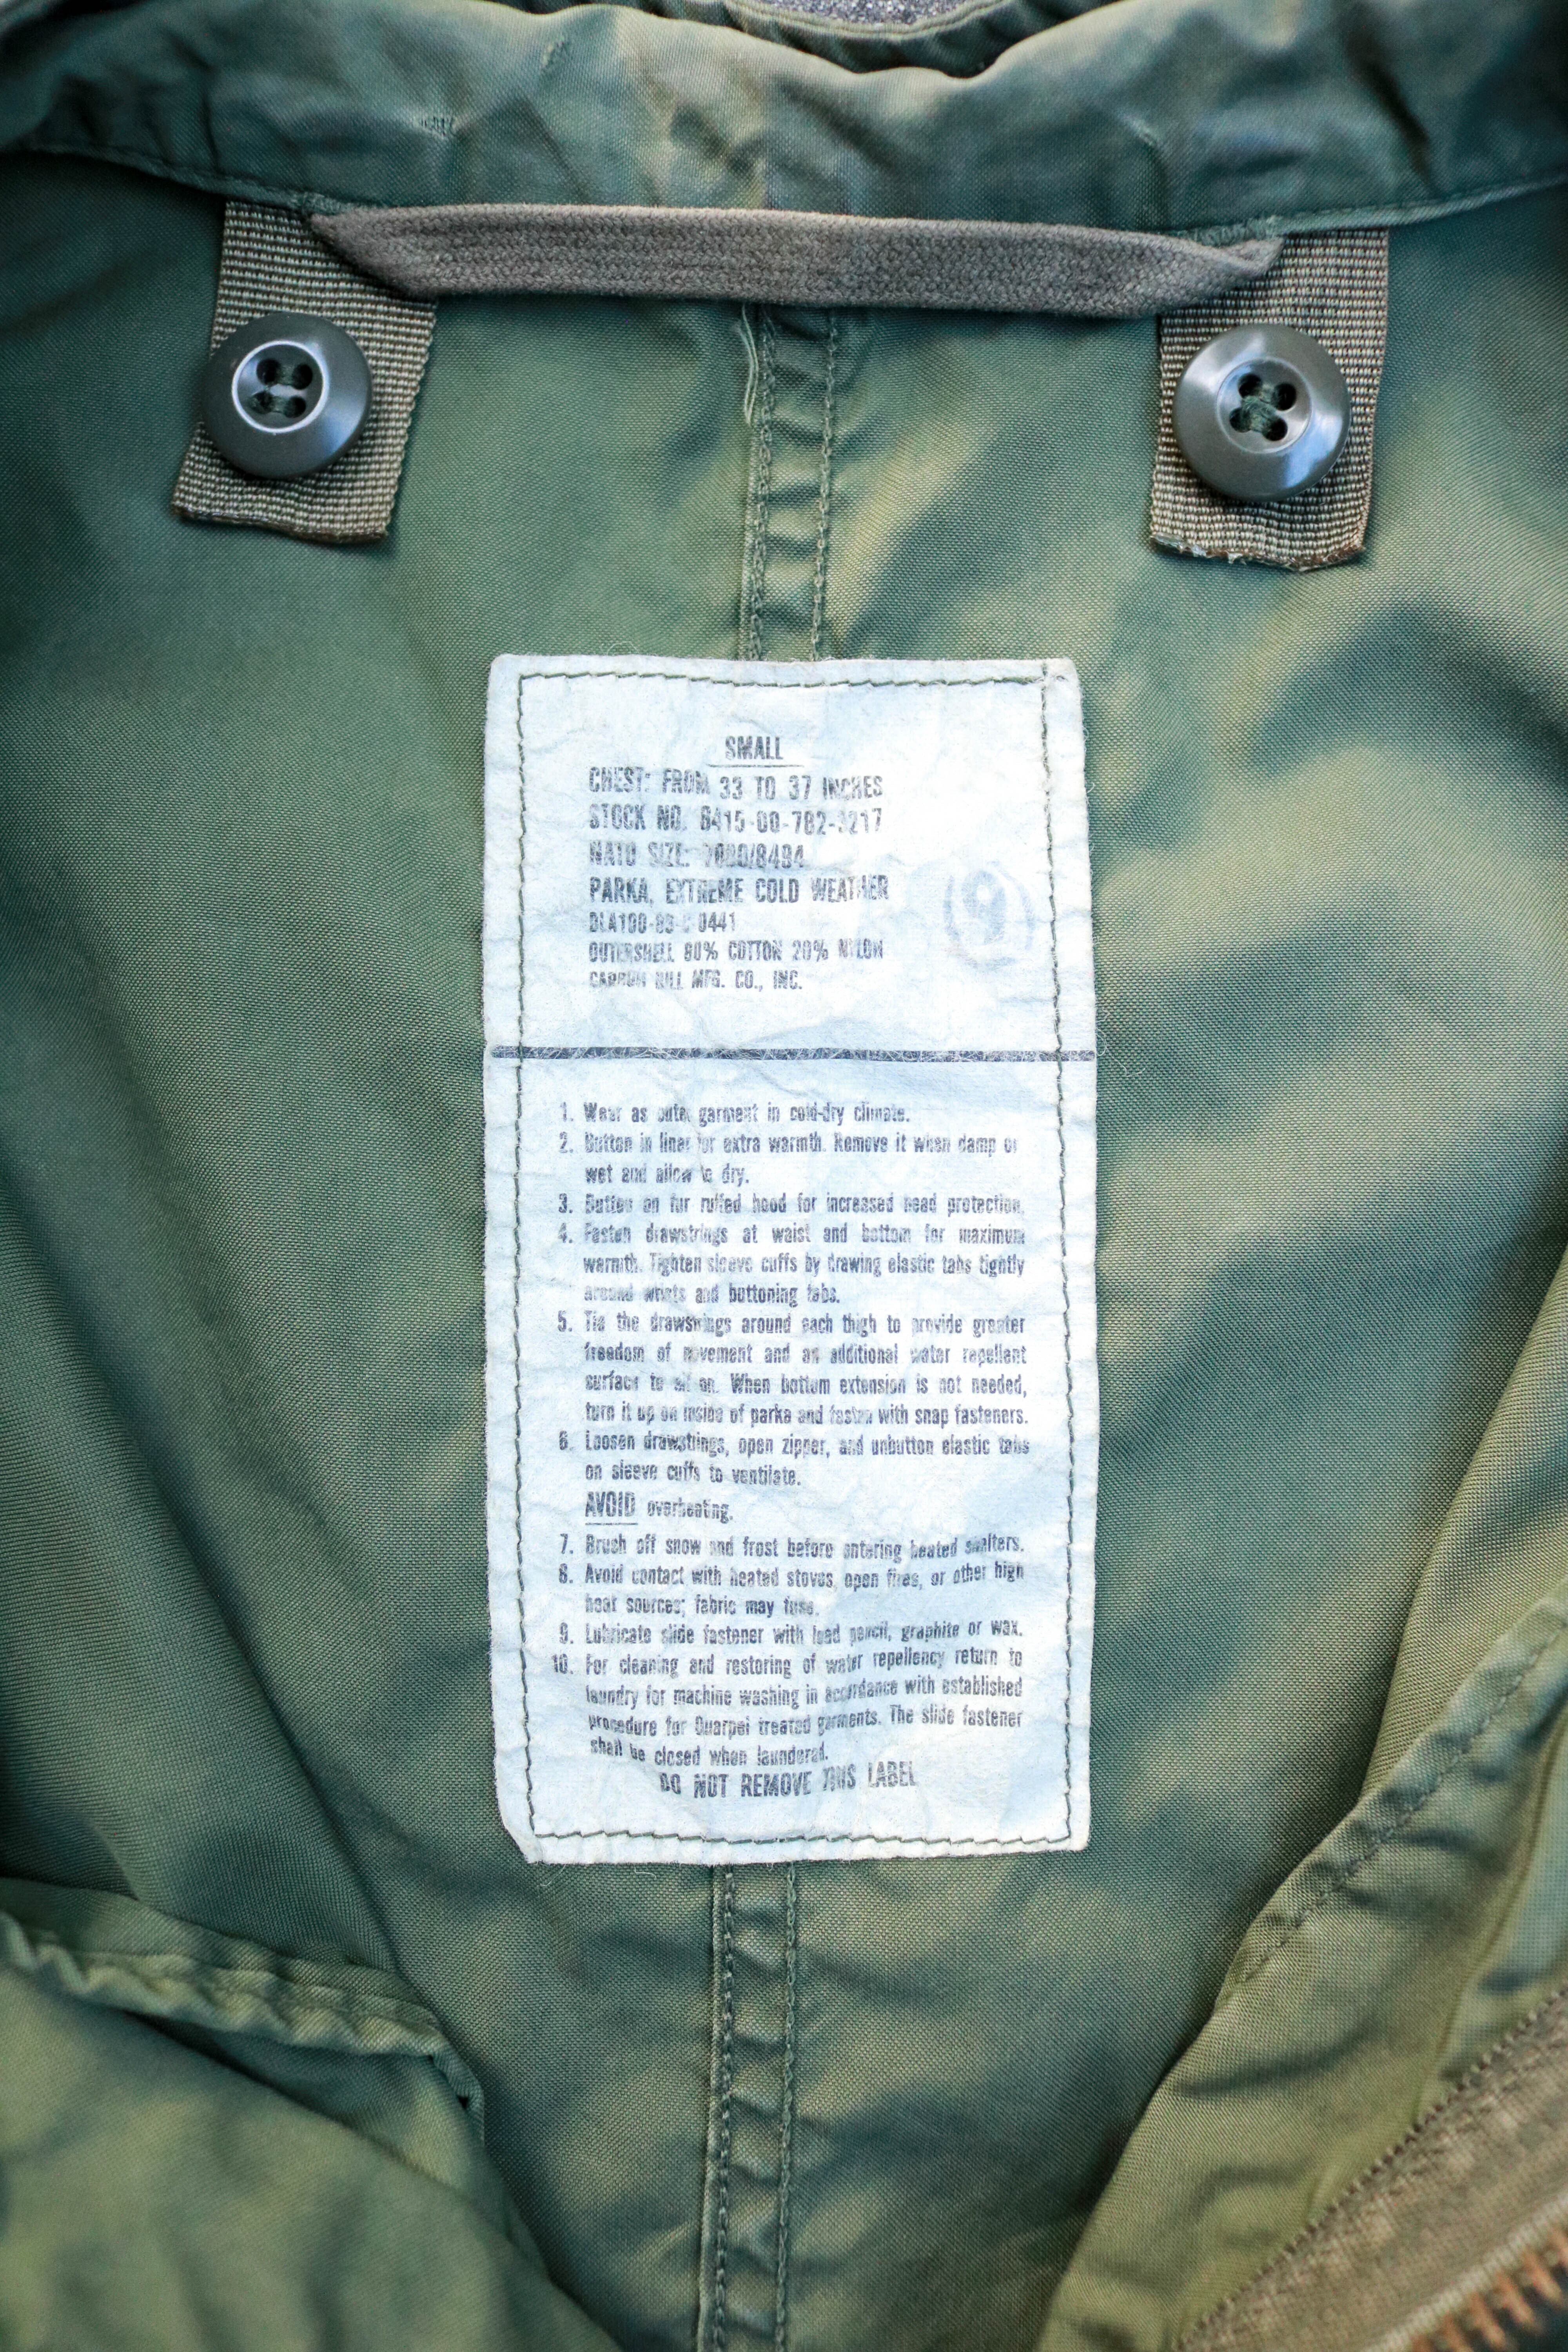 SMALL
CHEST: FROM 33 TO 37 INCHES
STOCK NO. 8415-00-782-3217
NATO SIZE:
PARKA, EXTREME COLD WEATHER
OUTERSHELL 80% COTTON 20% NYLON
MFG. CO., INC.
1. Wear as outer garment in cold-dry climate.
2. Button in liner for extra warmth. Remove it when damp or
wet and allow to dry.
3. Button on fur ruffed hood for increased head protection.
4. Fasten drawstrings at waist and bottom for maximum
warmth. Tighten sleeve cuffs by drawing elastic tabs tightly
around wrists and buttoning tabs.
5. Tie the drawstrings around each thigh to provide greater
freedom of movement and as additional water repellent
surface to sit on. When bottom extension is not needed,
turn it up on inside of parka and fasten with snap fasteners.
6. Loosen drawstrings, open zipper, and unbutton elastic tabs
on sleeve cuffs to ventilate.
AVOID overheating.
7. Brush off snow and frost before entering heated shelters.
8. Avoid contact with heated stoves, open fires, or other high
heat sources; fabric may fuse.
9. Lubricate slide fastener with lead pencil, graphite or wax.
10. For cleaning and restoring of water repellency return to
laundry for machine washing in accordance with established
procedure for Quarpel treated garments. The slide fastener
shall be closed when laundered.
DO NOT REMOVE THIS LABEL